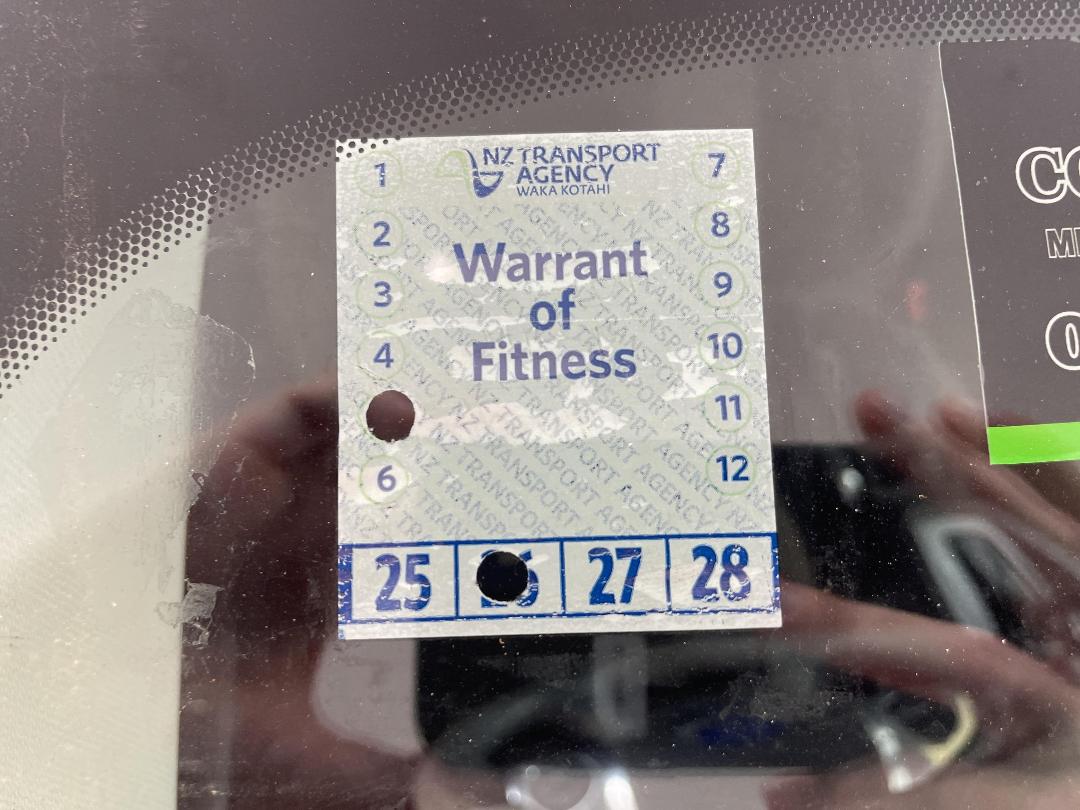 NZ TRANSPORT
AGENCY
WAKA KOTAHI
Warrant
of
Fitness
1
2
3
4
6
7
8
9
10
11
12
25
27
28